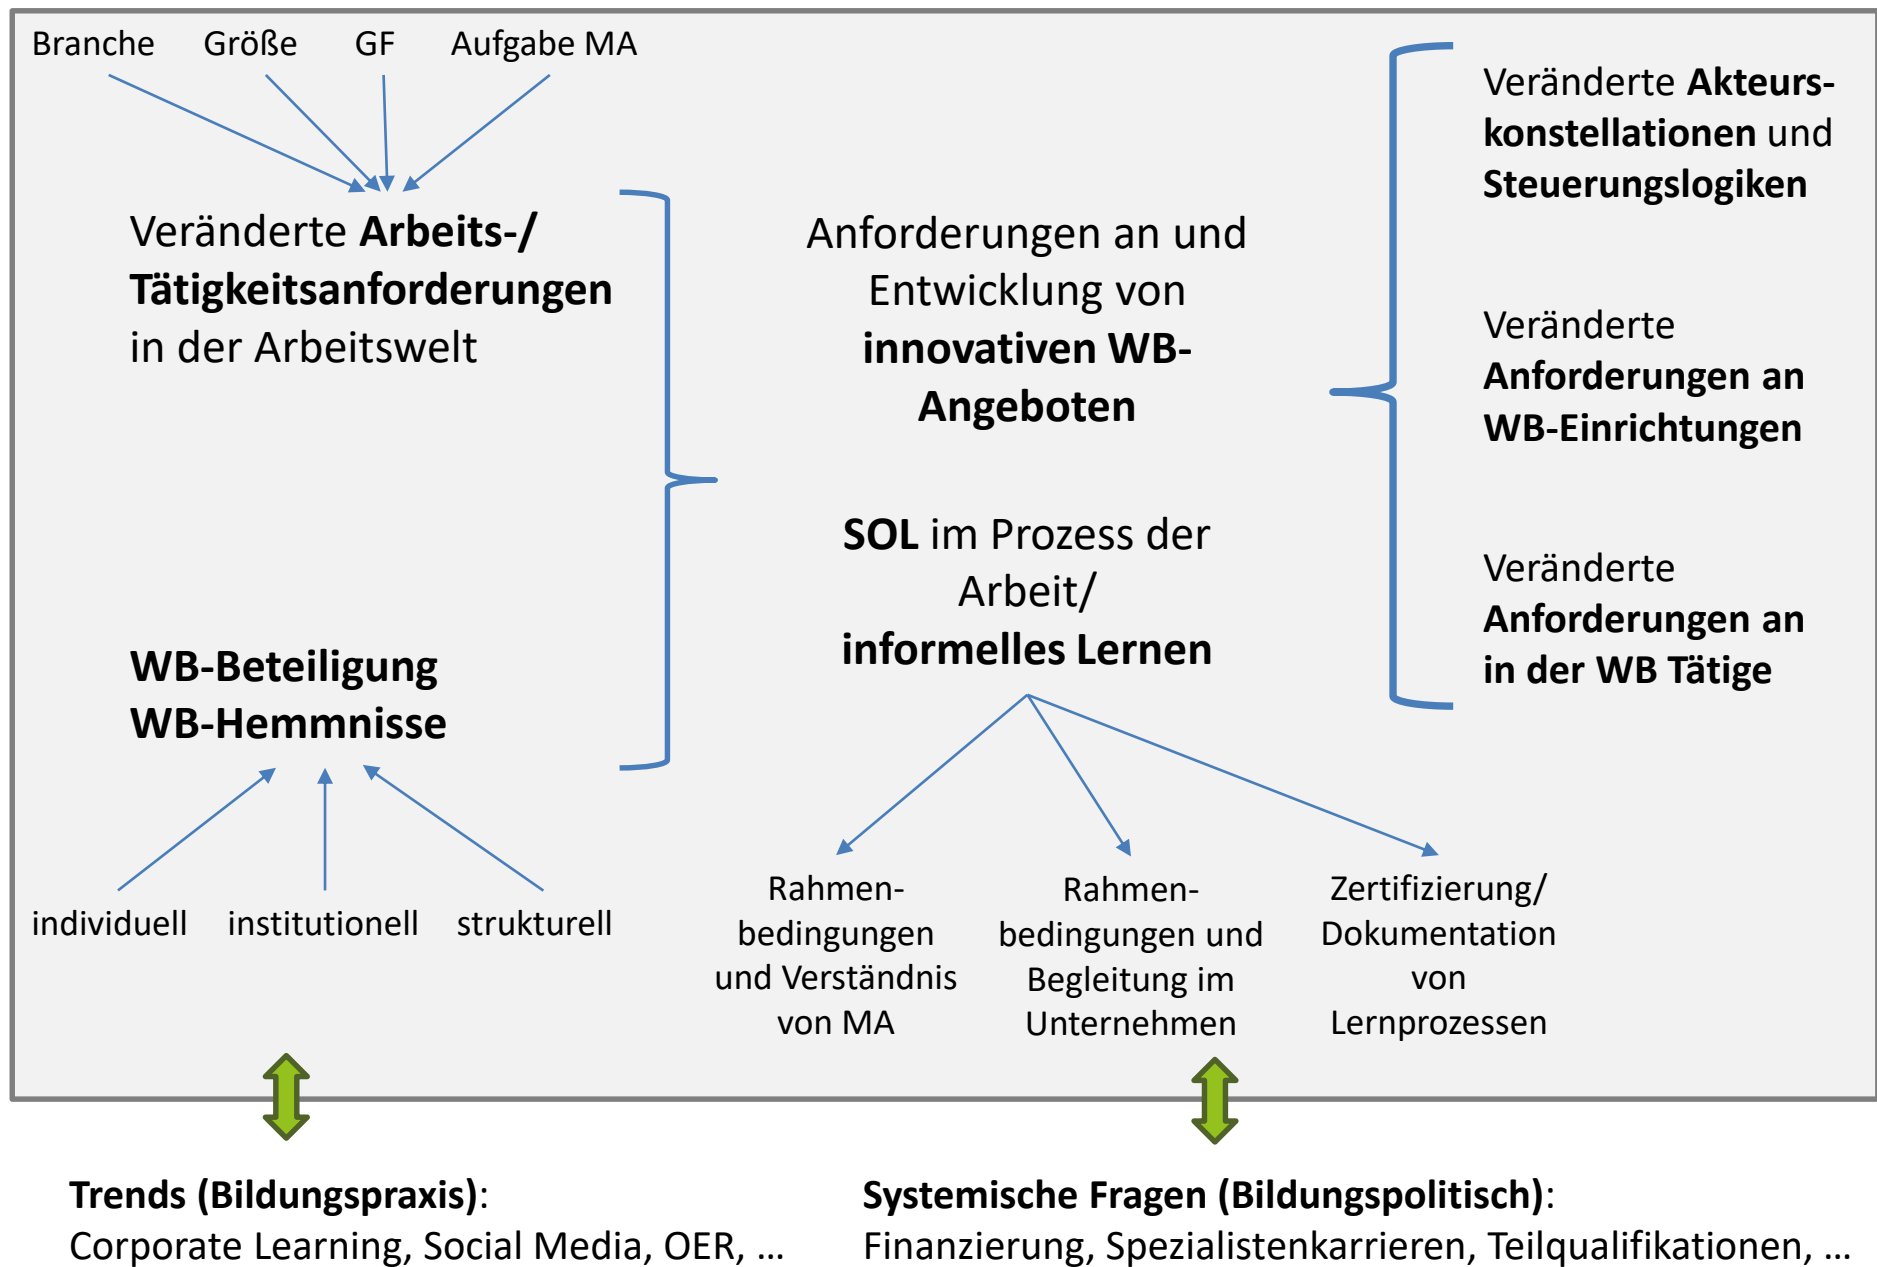 Branche Größe GF Aufgabe MA
Veränderte Arbeits-/
Tätigkeitsanforderungen
in der Arbeitswelt
WB-Beteiligung
WB-Hemmnisse
individuell institutionell strukturell
Anforderungen an und
Entwicklung von
innovativen WB-
Angeboten
SOL im Prozess der
Arbeit/
informelles Lernen
Rahmen-
bedingungen
und Verständnis
von MA
Rahmen-
bedingungen und
Begleitung im
Unternehmen
Zertifizierung/
Dokumentation
von
Lernprozessen
Veränderte Akteurs-
konstellationen und
Steuerungslogiken
Veränderte
Anforderungen an
WB-Einrichtungen
Veränderte
Anforderungen an
in der WB Tätige
Trends (Bildungspraxis):
Corporate Learning, Social Media, OER, ...
Systemische Fragen (Bildungspolitisch):
Finanzierung, Spezialistenkarrieren, Teilqualifikationen, ...